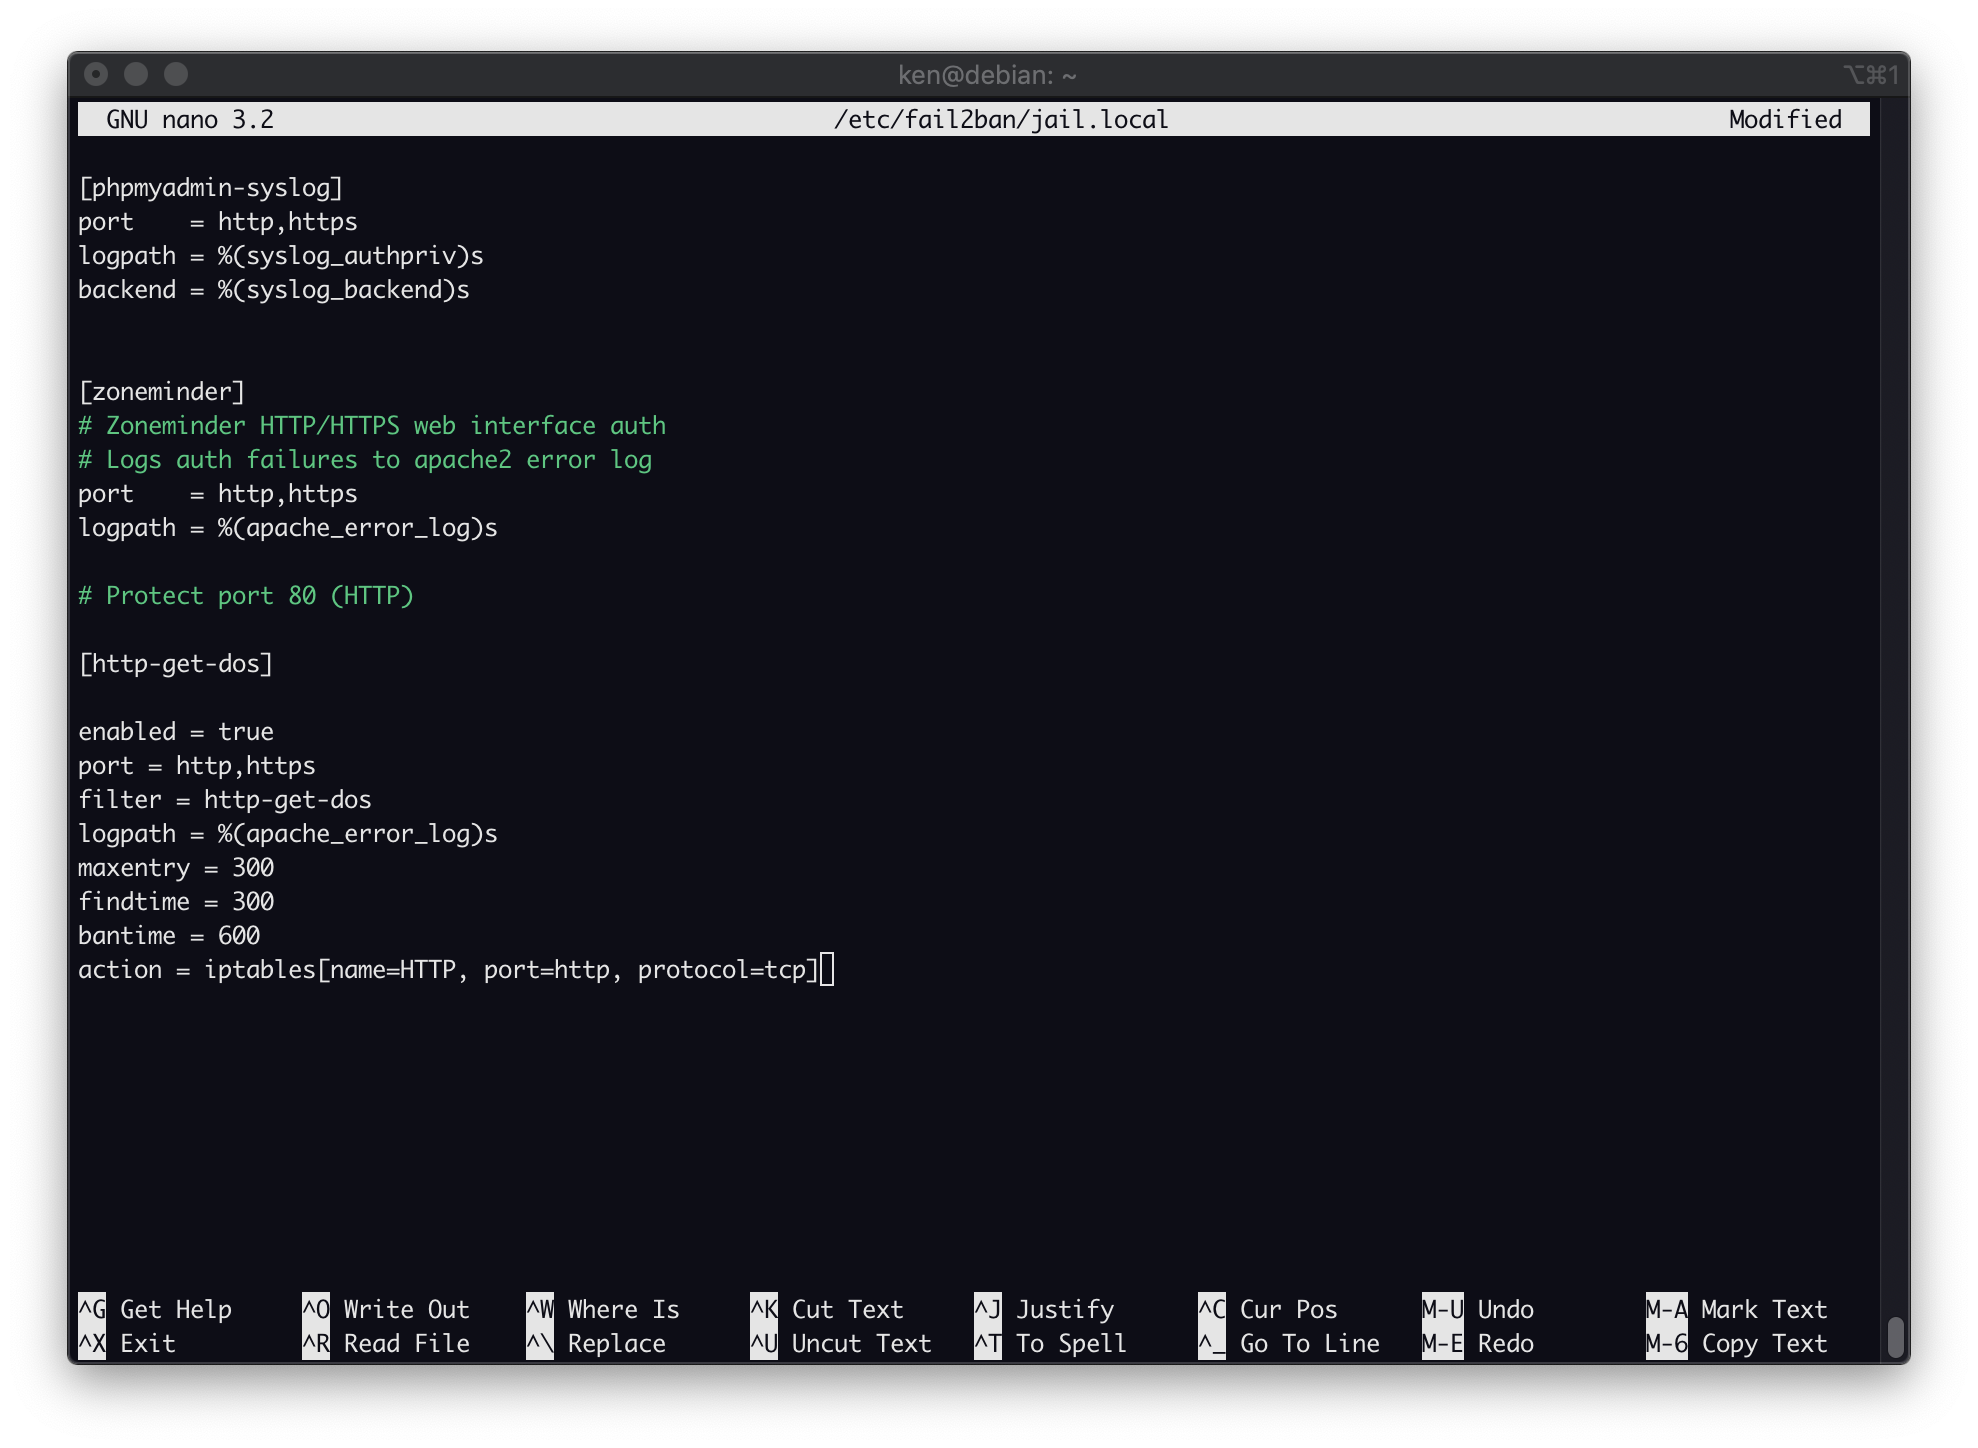 ken@debian: ~ ⌥⌘1
GNU nano 3.2 /etc/fail2ban/jail.local Modified
[phpmyadmin-syslog]
port    = http,https
logpath = %(syslog_authpriv)s
backend = %(syslog_backend)s
[zoneminder]
# Zoneminder HTTP/HTTPS web interface auth
# Logs auth failures to apache2 error log
port    = http,https
logpath = %(apache_error_log)s
# Protect port 80 (HTTP)
[http-get-dos]
enabled = true
port = http,https
filter = http-get-dos
logpath = %(apache_error_log)s
maxentry = 300
findtime = 300
bantime = 600
action = iptables[name=HTTP, port=http, protocol=tcp]
^G Get Help ^O Write Out ^W Where Is ^K Cut Text ^J Justify ^C Cur Pos M-U Undo M-A Mark Text
^X Exit ^R Read File ^\ Replace ^U Uncut Text ^T To Spell ^_ Go To Line M-E Redo M-6 Copy Text